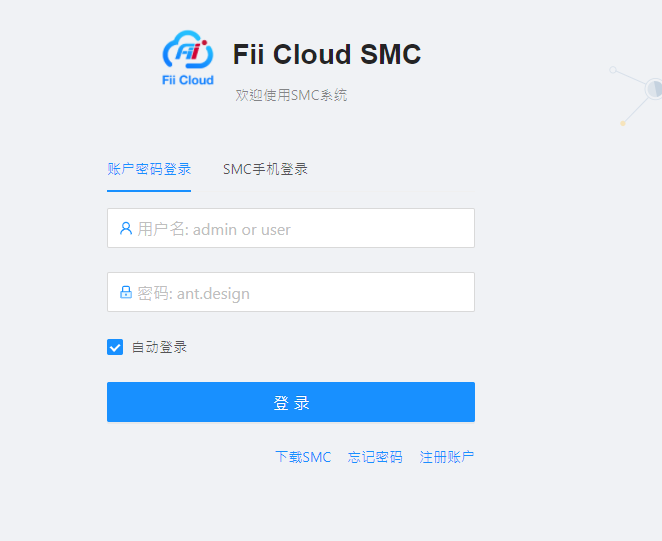 Fii
Fii Cloud
Fii Cloud SMC
欢迎使用SMC系统
账户密码登录 SMC手机登录
用户名: admin or user
密码: ant.design
自动登录
登 录
下载SMC 忘记密码 注册账户